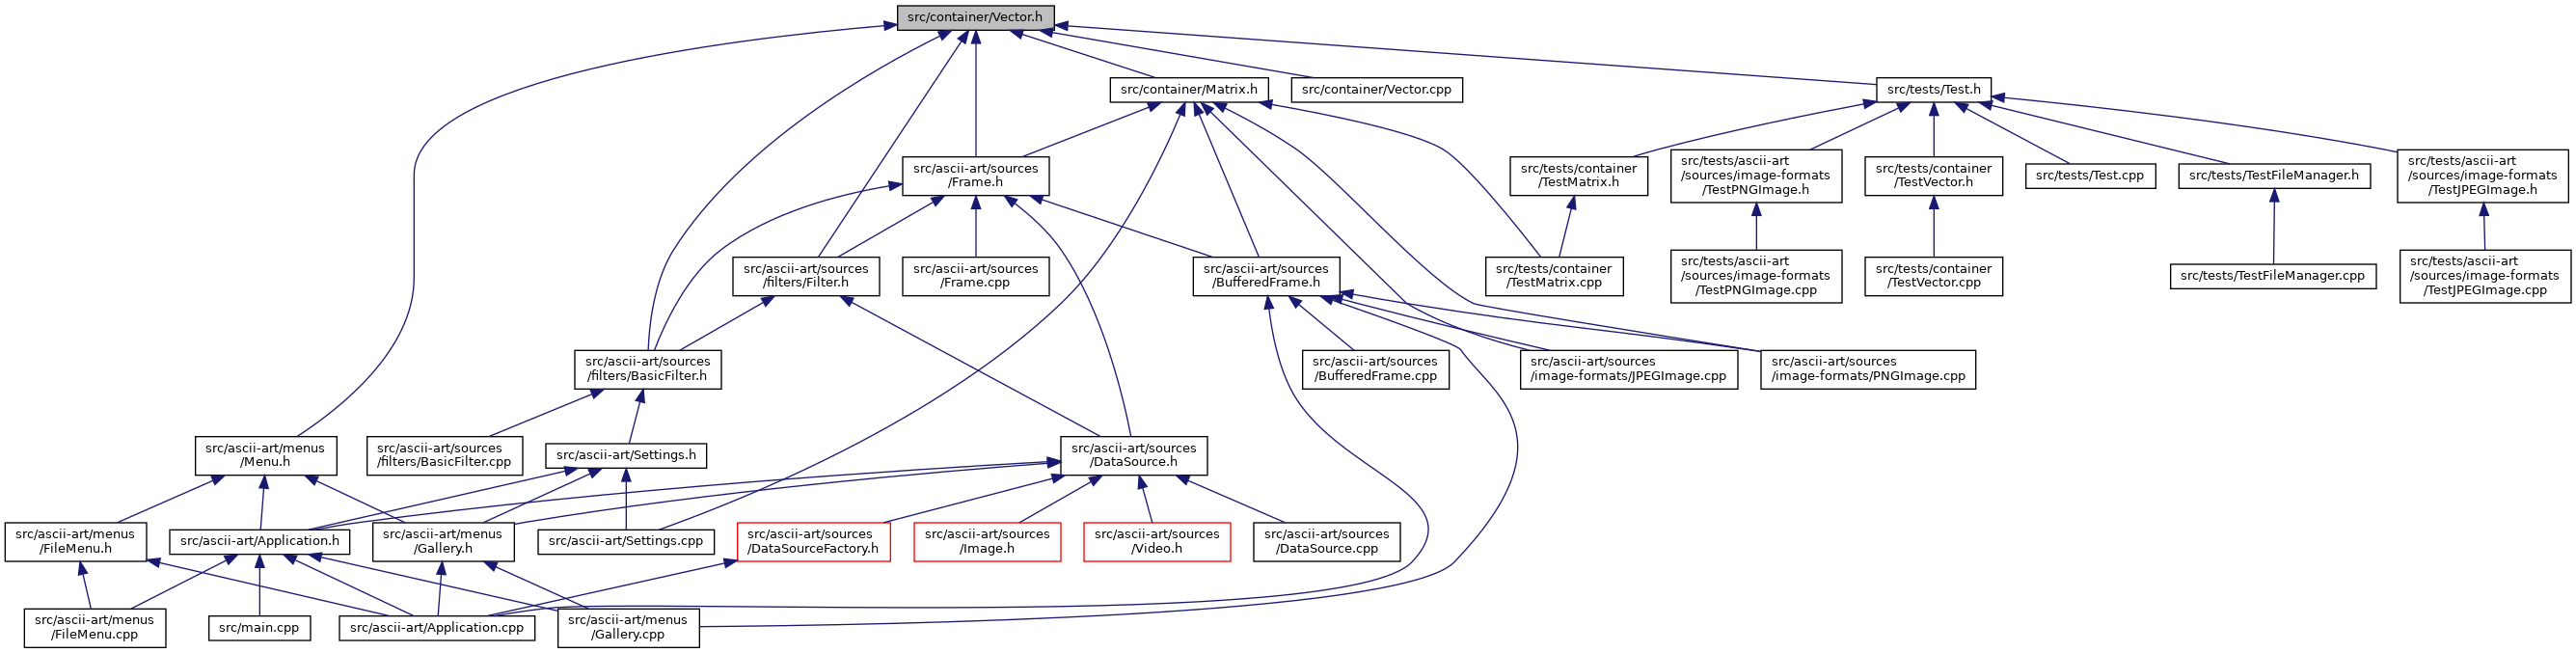 src/container/Vector.h
src/container/Matrix.h
src/container/Vector.cpp
src/tests/Test.h
src/ascii-art/sources
/Frame.h
src/tests/container
/TestMatrix.h
src/tests/ascii-art
/sources/image-formats
/TestPNGImage.h
src/tests/container
/TestVector.h
src/tests/Test.cpp
src/tests/TestFileManager.h
src/tests/ascii-art
/sources/image-formats
/TestJPEGImage.h
src/ascii-art/sources
/filters/Filter.h
src/ascii-art/sources
/Frame.cpp
src/ascii-art/sources
/BufferedFrame.h
src/tests/container
/TestMatrix.cpp
src/tests/ascii-art
/sources/image-formats
/TestPNGImage.cpp
src/tests/container
/TestVector.cpp
src/tests/TestFileManager.cpp
src/tests/ascii-art
/sources/image-formats
/TestJPEGImage.cpp
src/ascii-art/sources
/filters/BasicFilter.h
src/ascii-art/sources
/BufferedFrame.cpp
src/ascii-art/sources
/image-formats/JPEGImage.cpp
src/ascii-art/sources
/image-formats/PNGImage.cpp
src/ascii-art/menus
/Menu.h
src/ascii-art/sources
/filters/BasicFilter.cpp
src/ascii-art/Settings.h
src/ascii-art/sources
/DataSource.h
src/ascii-art/menus
/FileMenu.h
src/ascii-art/Application.h
src/ascii-art/menus
/Gallery.h
src/ascii-art/Settings.cpp
src/ascii-art/sources
/DataSourceFactory.h
src/ascii-art/sources
/Image.h
src/ascii-art/sources
/Video.h
src/ascii-art/sources
/DataSource.cpp
src/ascii-art/menus
/FileMenu.cpp
src/main.cpp
src/ascii-art/Application.cpp
src/ascii-art/menus
/Gallery.cpp